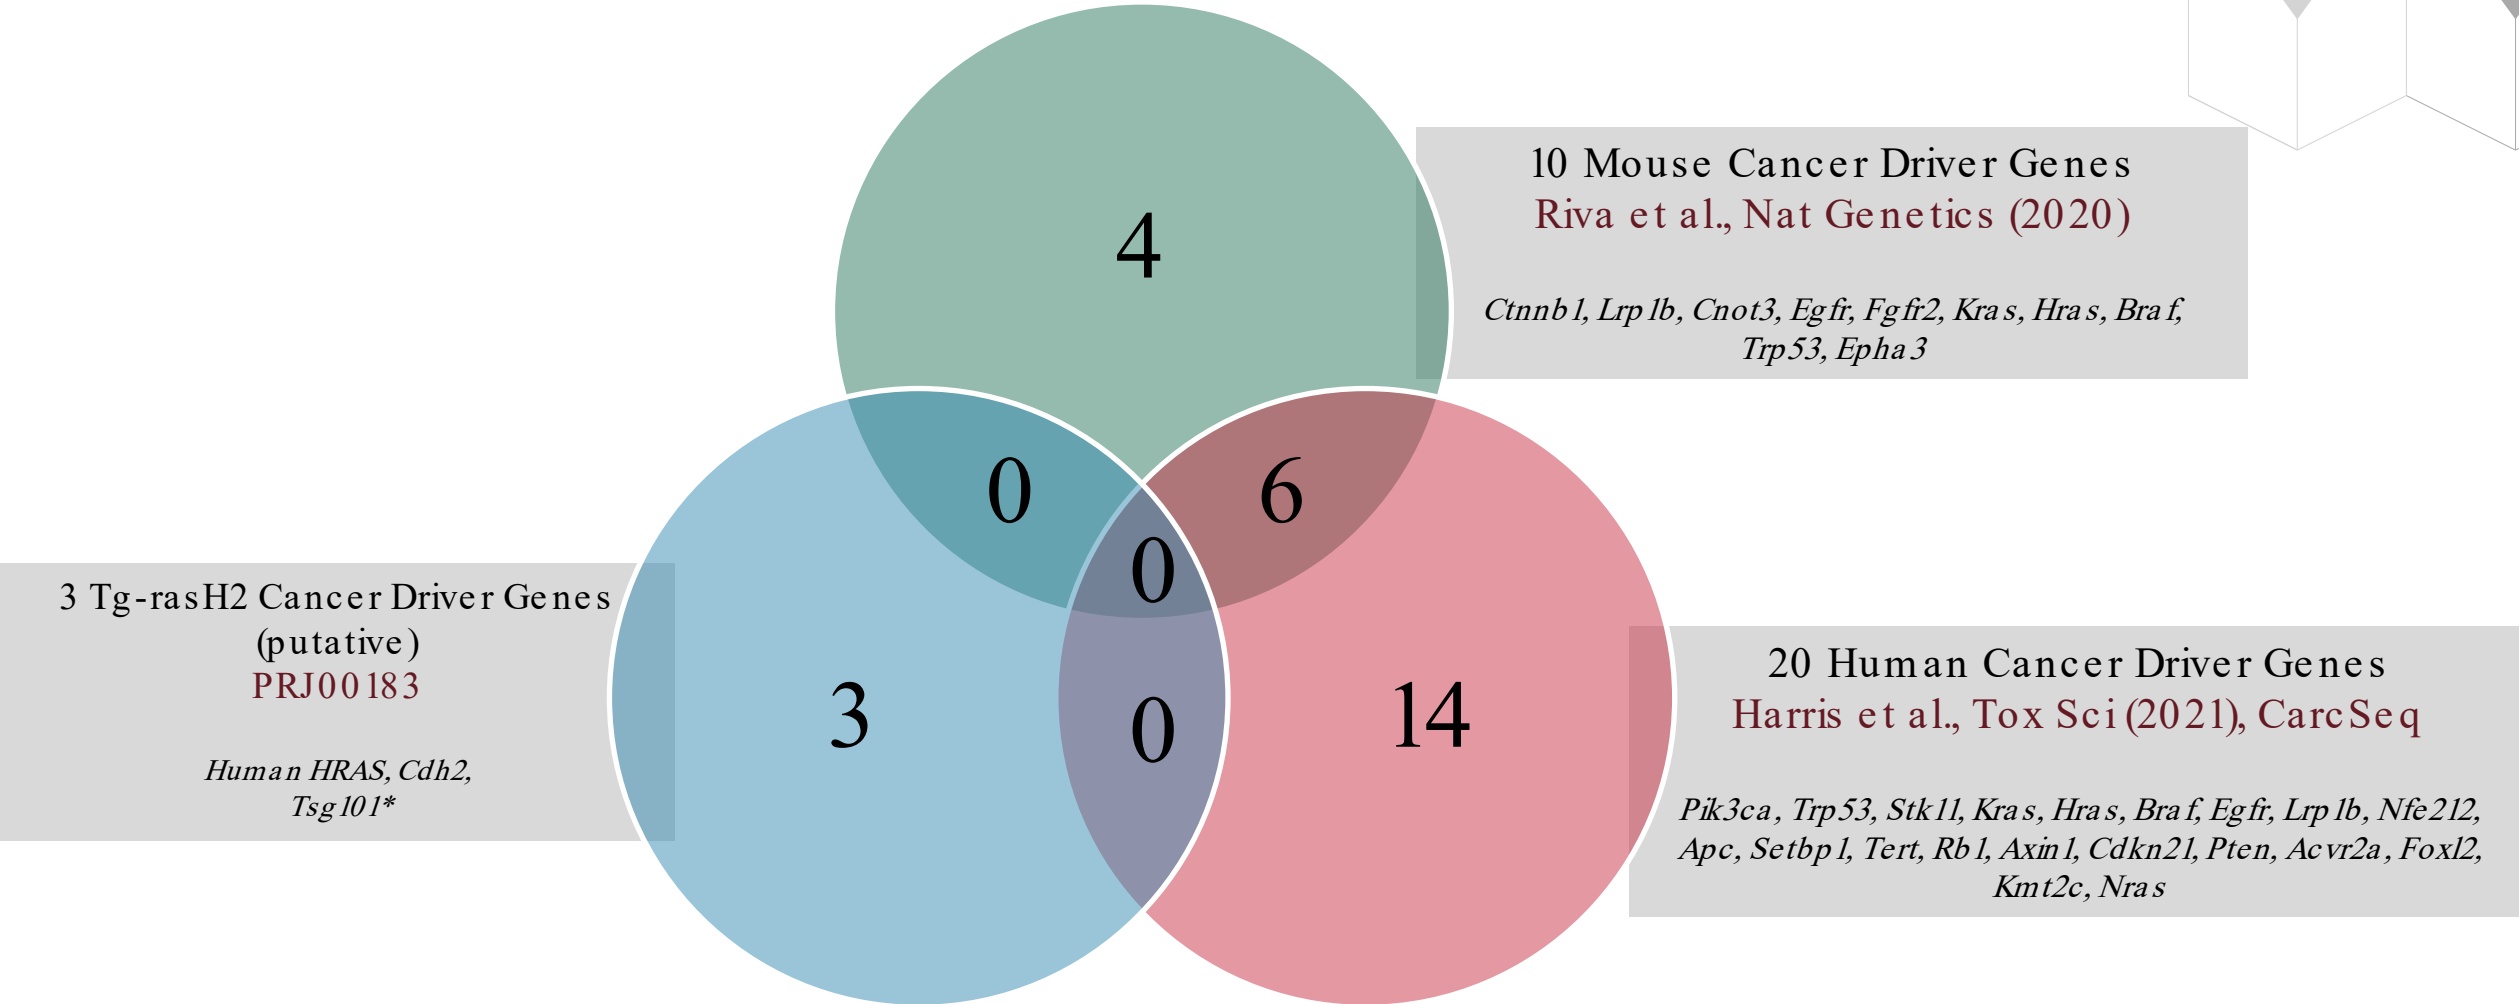 4
10 Mouse Cancer Driver Genes
Riva et al., Nat Genetics (2020)
Ctnnb1, Lrp1b, Cnot3, Egfr, Fgfr2, Kras, Hras, Braf,
Trp53, Epha3
0
6
0
3 Tg-rasH2 Cancer Driver Genes
(putative)
PRJ00183
Human HRAS, Cdh2,
Tsg101*
3
0
14
20 Human Cancer Driver Genes
Harris et al., Tox Sci (2021), CarcSeq
Pik3ca, Trp53, Stk11, Kras, Hras, Braf, Egfr, Lrp1b, Nfe2l2,
Apc, Setbp1, Tert, Rb1, Axin1, Cdkn21, Pten, Acvr2a, Foxl2,
Kmt2c, Nras